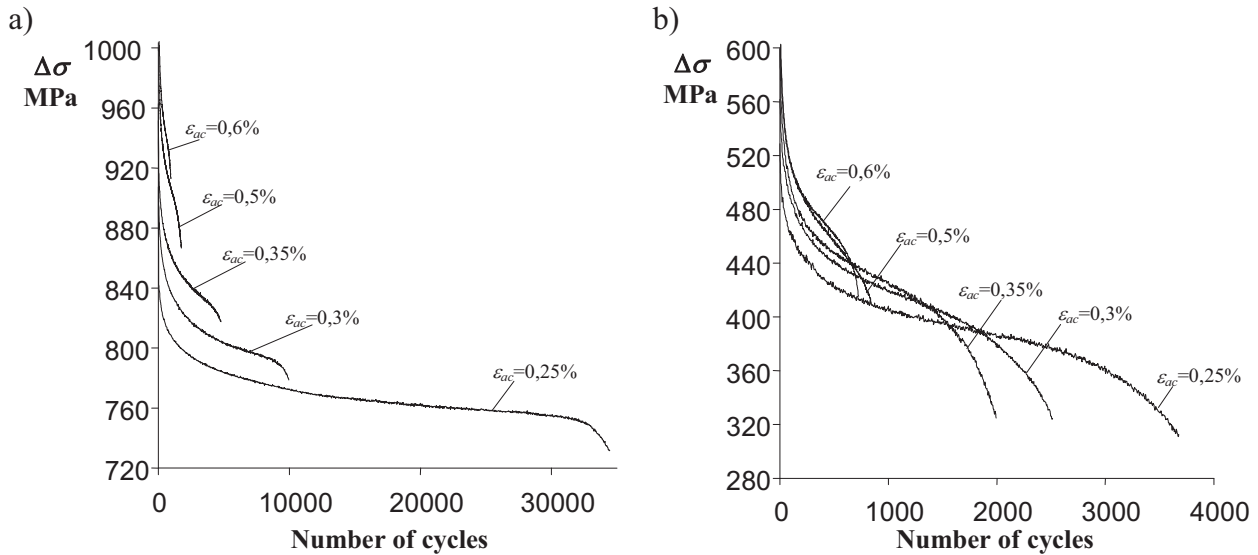 a)
Δσ
MPa
1000
960
920
880
840
800
760
720
0
10000
20000
30000
Number of cycles
εac=0,6%
εac=0,5%
εac=0,35%
εac=0,3%
εac=0,25%
b)
Δσ
MPa
600
560
520
480
440
400
360
320
280
0
1000
2000
3000
4000
Number of cycles
εac=0,6%
εac=0,5%
εac=0,35%
εac=0,3%
εac=0,25%